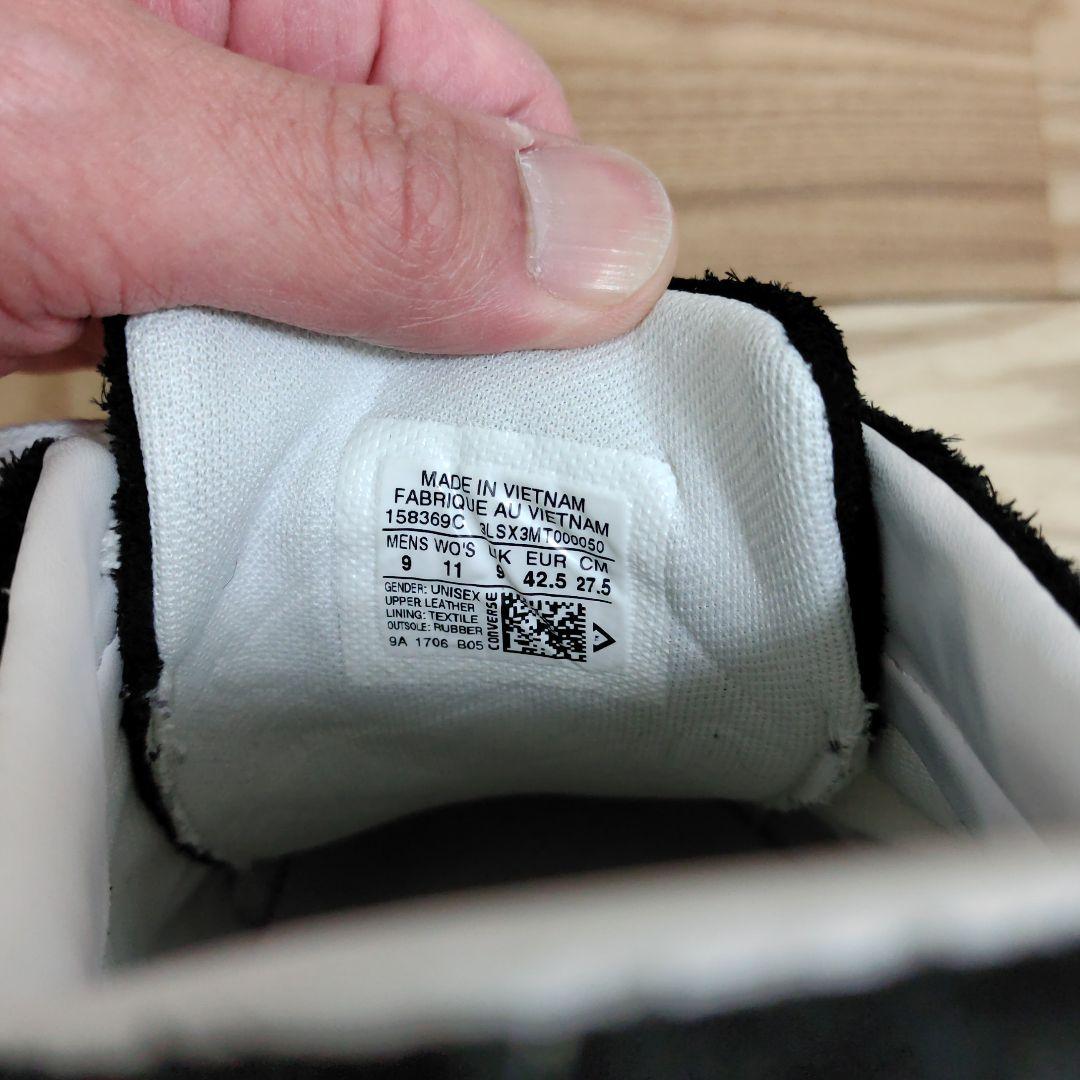 MADE IN VIETNAM
FABRIQUE AU VIETNAM
158369C 3LSX3MT000050
MENS WO'S UK EUR CM
9 11 9 42.5 27.5
GENDER: UNISEX
UPPER: LEATHER
LINING: TEXTILE
OUTSOLE: RUBBER
9A 1706 B05
CONVERSE